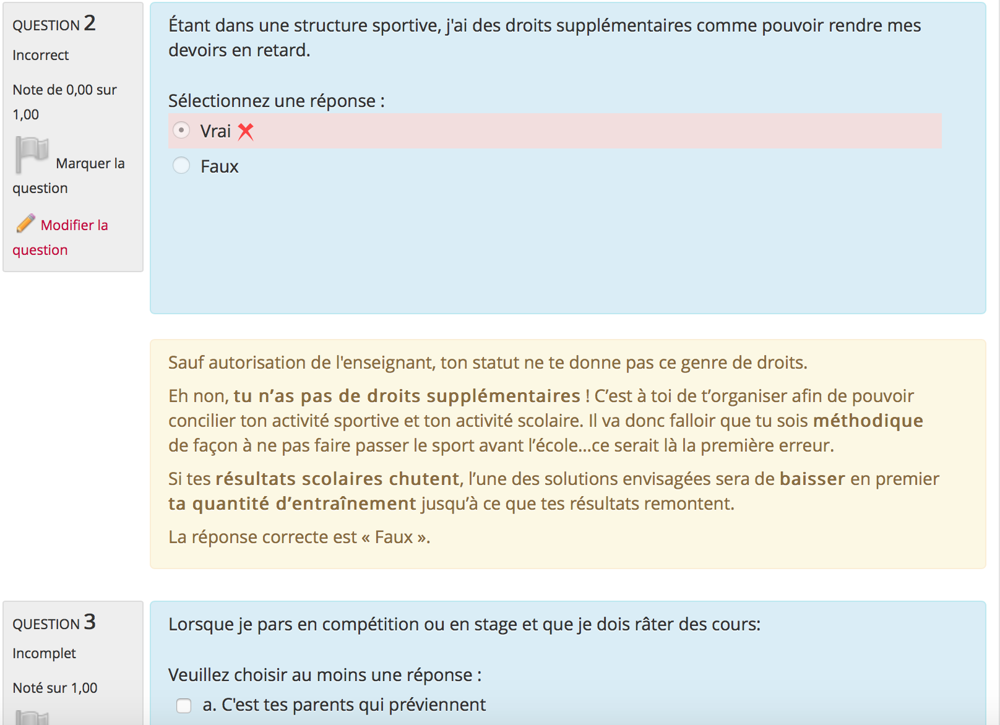 QUESTION 2
Incorrect
Note de 0,00 sur
1,00
Marquer la
question
Modifier la
question
Étant dans une structure sportive, j'ai des droits supplémentaires comme pouvoir rendre mes
devoirs en retard.
Sélectionnez une réponse :
Vrai
Faux
Sauf autorisation de l'enseignant, ton statut ne te donne pas ce genre de droits.
Eh non, tu n’as pas de droits supplémentaires ! C’est à toi de t’organiser afin de pouvoir
concilier ton activité sportive et ton activité scolaire. Il va donc falloir que tu sois méthodique
de façon à ne pas faire passer le sport avant l’école...ce serait là la première erreur.
Si tes résultats scolaires chutent, l’une des solutions envisagées sera de baisser en premier
ta quantité d’entraînement jusqu’à ce que tes résultats remontent.
La réponse correcte est « Faux ».
QUESTION 3
Incomplet
Noté sur 1,00
Lorsque je pars en compétition ou en stage et que je dois râter des cours:
Veuillez choisir au moins une réponse :
a. C'est tes parents qui préviennent